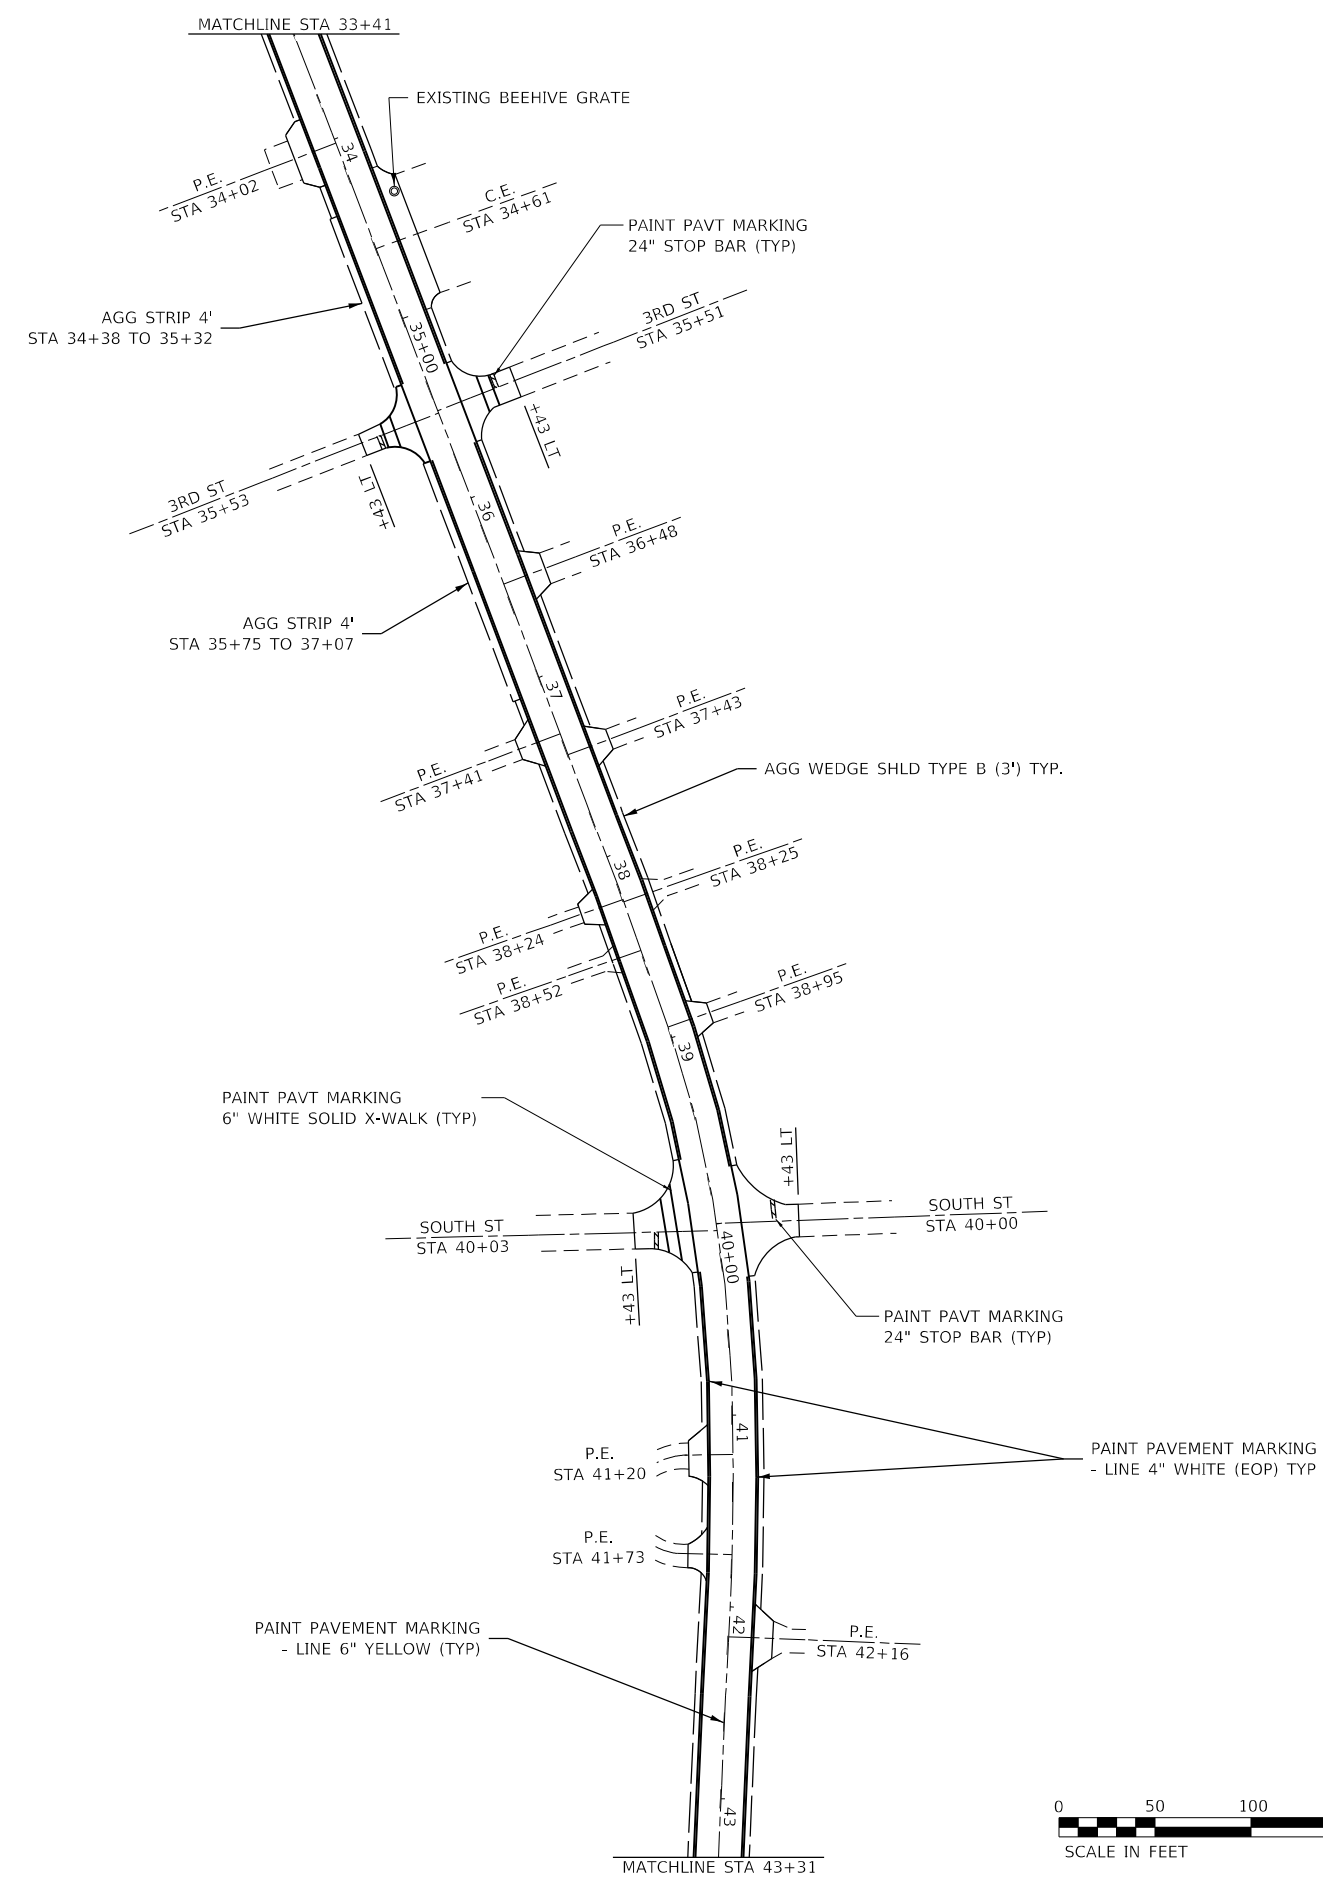 MATCHLINE STA 33+41
EXISTING BEEHIVE GRATE
34
P.E.
STA 34+02
C.E.
STA 34+61
PAINT PAVT MARKING
24" STOP BAR (TYP)
AGG STRIP 4'
STA 34+38 TO 35+32
3RD ST
STA 35+51
35+00
+43 LT
3RD ST
STA 35+53
+43 LT
36
P.E.
STA 36+48
AGG STRIP 4'
STA 35+75 TO 37+07
37
P.E.
STA 37+43
P.E.
STA 37+41
AGG WEDGE SHLD TYPE B (3') TYP.
38
P.E.
STA 38+25
P.E.
STA 38+24
P.E.
STA 38+52
P.E.
STA 38+95
39
PAINT PAVT MARKING
6" WHITE SOLID X-WALK (TYP)
+43 LT
SOUTH ST
STA 40+00
SOUTH ST
STA 40+03
40+00
+43 LT
PAINT PAVT MARKING
24" STOP BAR (TYP)
41
P.E.
STA 41+20
PAINT PAVEMENT MARKING
- LINE 4" WHITE (EOP) TYP
P.E.
STA 41+73
42
P.E.
STA 42+16
PAINT PAVEMENT MARKING
- LINE 6" YELLOW (TYP)
43
MATCHLINE STA 43+31
0 50 100
SCALE IN FEET